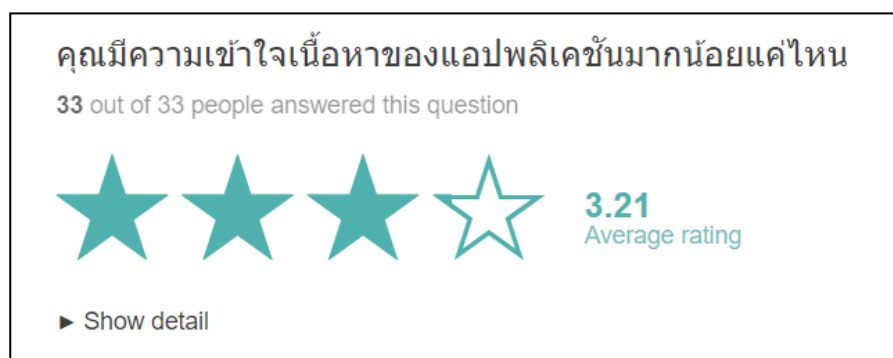 คุณมีความเข้าใจเนื้อหาของแอปพลิเคชันมากน้อยแค่ไหน
33 out of 33 people answered this question
3.21
Average rating
► Show detail